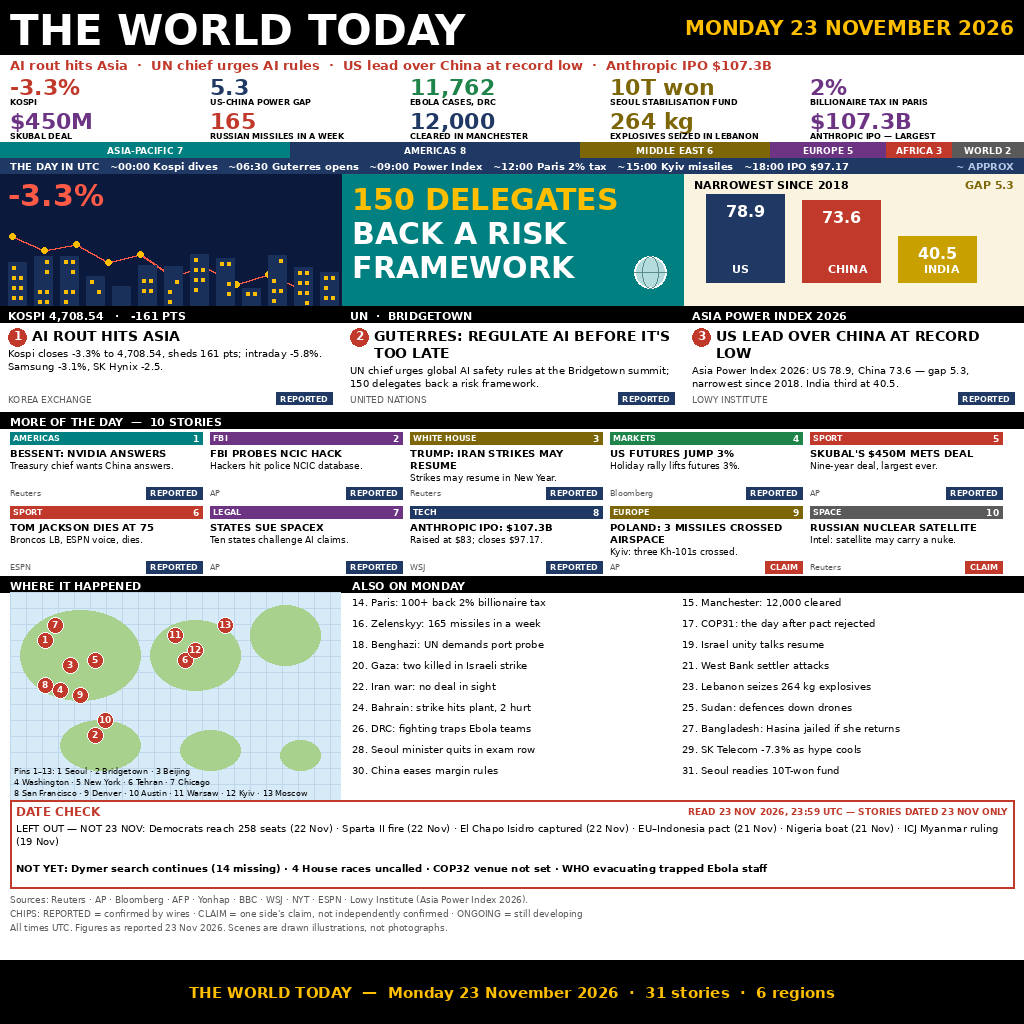 THE WORLD TODAY
MONDAY 23 NOVEMBER 2026
AI rout hits Asia · UN chief urges AI rules · US lead over China at record low · Anthropic IPO $107.3B
-3.3%
KOSPI
5.3
US-CHINA POWER GAP
11,762
EBOLA CASES, DRC
10T won
SEOUL STABILISATION FUND
2%
BILLIONAIRE TAX IN PARIS
$450M
SKUBAL DEAL
165
RUSSIAN MISSILES IN A WEEK
12,000
CLEARED IN MANCHESTER
264 kg
EXPLOSIVES SEIZED IN LEBANON
$107.3B
ANTHROPIC IPO — LARGEST
ASIA-PACIFIC 7
AMERICAS 8
MIDDLE EAST 6
EUROPE 5
AFRICA 3
WORLD 2
THE DAY IN UTC ~00:00 Kospi dives ~06:30 Guterres opens ~09:00 Power Index ~12:00 Paris 2% tax ~15:00 Kyiv missiles ~18:00 IPO $97.17
~ APPROX
-3.3%
150 DELEGATES
BACK A RISK
FRAMEWORK
NARROWEST SINCE 2018
GAP 5.3
78.9
US
73.6
CHINA
40.5
INDIA
KOSPI 4,708.54 · -161 PTS
UN · BRIDGETOWN
ASIA POWER INDEX 2026
1 AI ROUT HITS ASIA
Kospi closes -3.3% to 4,708.54, sheds 161 pts; intraday -5.8%.
Samsung -3.1%, SK Hynix -2.5.
KOREA EXCHANGE
REPORTED
2 GUTERRES: REGULATE AI BEFORE IT'S
TOO LATE
UN chief urges global AI safety rules at the Bridgetown summit;
150 delegates back a risk framework.
UNITED NATIONS
REPORTED
3 US LEAD OVER CHINA AT RECORD
LOW
Asia Power Index 2026: US 78.9, China 73.6 — gap 5.3,
narrowest since 2018. India third at 40.5.
LOWY INSTITUTE
REPORTED
MORE OF THE DAY — 10 STORIES
AMERICAS 1
BESSENT: NVIDIA ANSWERS
Treasury chief wants China answers.
Reuters
REPORTED
FBI 2
FBI PROBES NCIC HACK
Hackers hit police NCIC database.
AP
REPORTED
WHITE HOUSE 3
TRUMP: IRAN STRIKES MAY
RESUME
Strikes may resume in New Year.
Reuters
REPORTED
MARKETS 4
US FUTURES JUMP 3%
Holiday rally lifts futures 3%.
Bloomberg
REPORTED
SPORT 5
SKUBAL'S $450M METS DEAL
Nine-year deal, largest ever.
AP
REPORTED
SPORT 6
TOM JACKSON DIES AT 75
Broncos LB, ESPN voice, dies.
ESPN
REPORTED
LEGAL 7
STATES SUE SPACEX
Ten states challenge AI claims.
AP
REPORTED
TECH 8
ANTHROPIC IPO: $107.3B
Raised at $83; closes $97.17.
WSJ
REPORTED
EUROPE 9
POLAND: 3 MISSILES CROSSED
AIRSPACE
Kyiv: three Kh-101s crossed.
AP
CLAIM
SPACE 10
RUSSIAN NUCLEAR SATELLITE
Intel: satellite may carry a nuke.
Reuters
CLAIM
WHERE IT HAPPENED
7
1
3
5
8
4
9
10
2
11
12
6
13
Pins 1–13: 1 Seoul · 2 Bridgetown · 3 Beijing
4 Washington · 5 New York · 6 Tehran · 7 Chicago
8 San Francisco · 9 Denver · 10 Austin · 11 Warsaw · 12 Kyiv · 13 Moscow
ALSO ON MONDAY
14. Paris: 100+ back 2% billionaire tax
15. Manchester: 12,000 cleared
16. Zelenskyy: 165 missiles in a week
17. COP31: the day after pact rejected
18. Benghazi: UN demands port probe
19. Israel unity talks resume
20. Gaza: two killed in Israeli strike
21. West Bank settler attacks
22. Iran war: no deal in sight
23. Lebanon seizes 264 kg explosives
24. Bahrain: strike hits plant, 2 hurt
25. Sudan: defences down drones
26. DRC: fighting traps Ebola teams
27. Bangladesh: Hasina jailed if she returns
28. Seoul minister quits in exam row
29. SK Telecom -7.3% as hype cools
30. China eases margin rules
31. Seoul readies 10T-won fund
DATE CHECK
READ 23 NOV 2026, 23:59 UTC — STORIES DATED 23 NOV ONLY
LEFT OUT — NOT 23 NOV: Democrats reach 258 seats (22 Nov) · Sparta II fire (22 Nov) · El Chapo Isidro captured (22 Nov) · EU–Indonesia pact (21 Nov) · Nigeria boat (21 Nov) · ICJ Myanmar ruling
(19 Nov)
NOT YET: Dymer search continues (14 missing) · 4 House races uncalled · COP32 venue not set · WHO evacuating trapped Ebola staff
Sources: Reuters · AP · Bloomberg · AFP · Yonhap · BBC · WSJ · NYT · ESPN · Lowy Institute (Asia Power Index 2026).
CHIPS: REPORTED = confirmed by wires · CLAIM = one side's claim, not independently confirmed · ONGOING = still developing
All times UTC. Figures as reported 23 Nov 2026. Scenes are drawn illustrations, not photographs.
THE WORLD TODAY — Monday 23 November 2026 · 31 stories · 6 regions